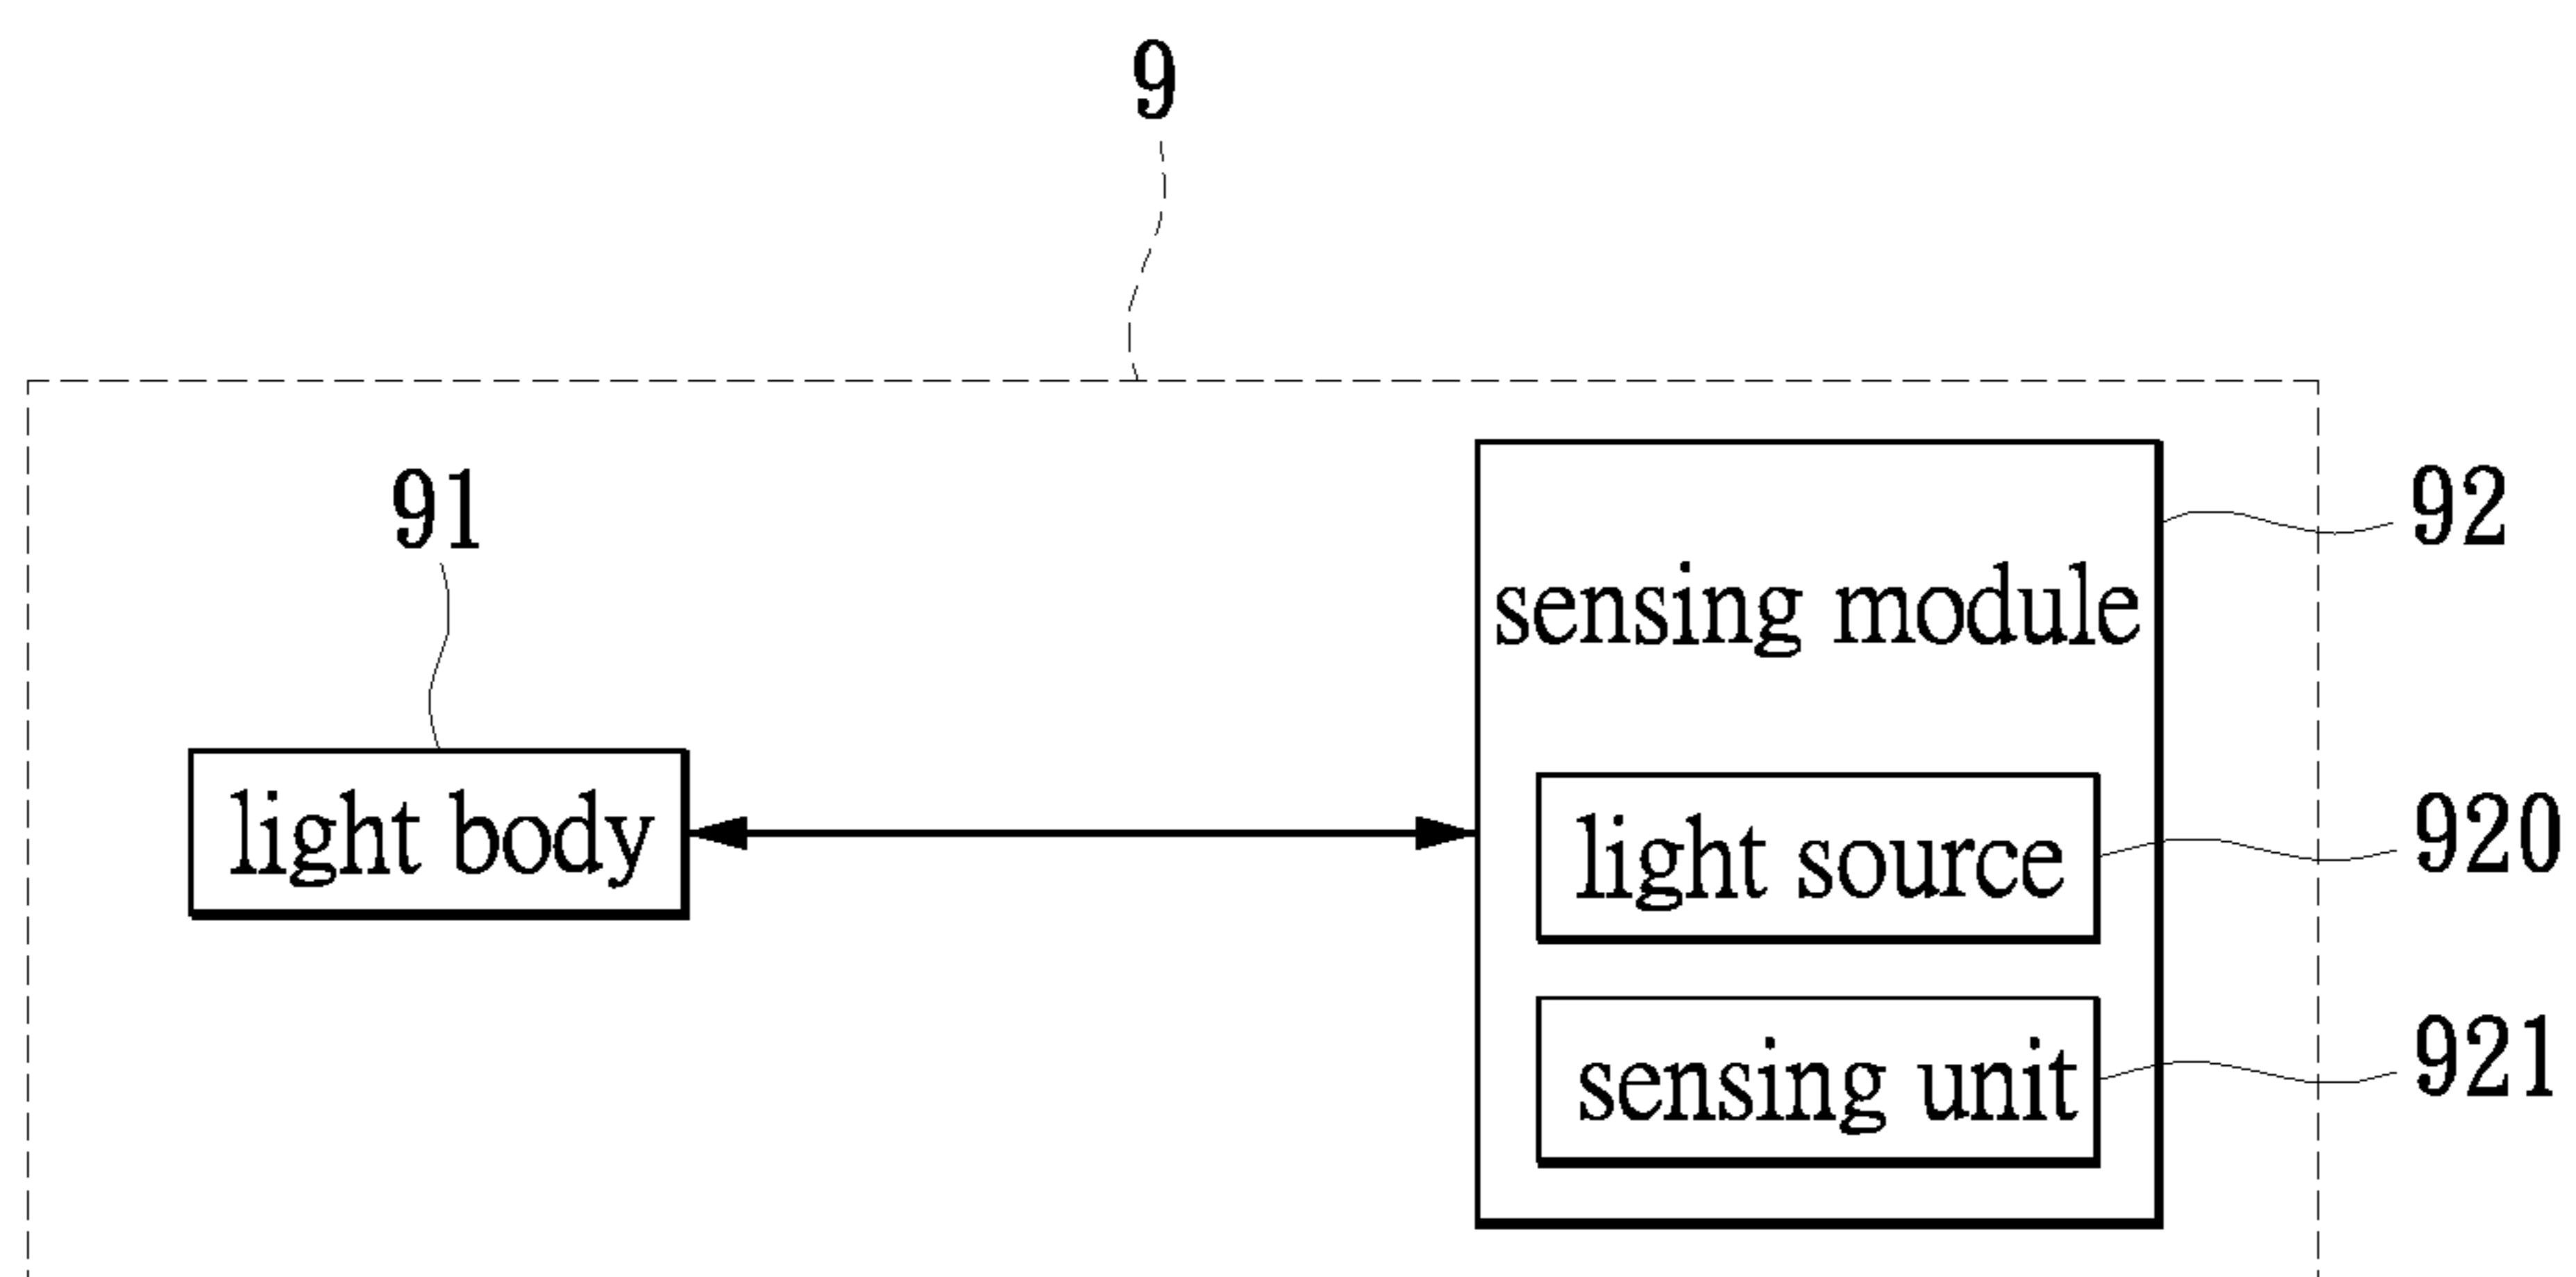 9
91
92
sensing module
light body
light source
920
sensing unit
921